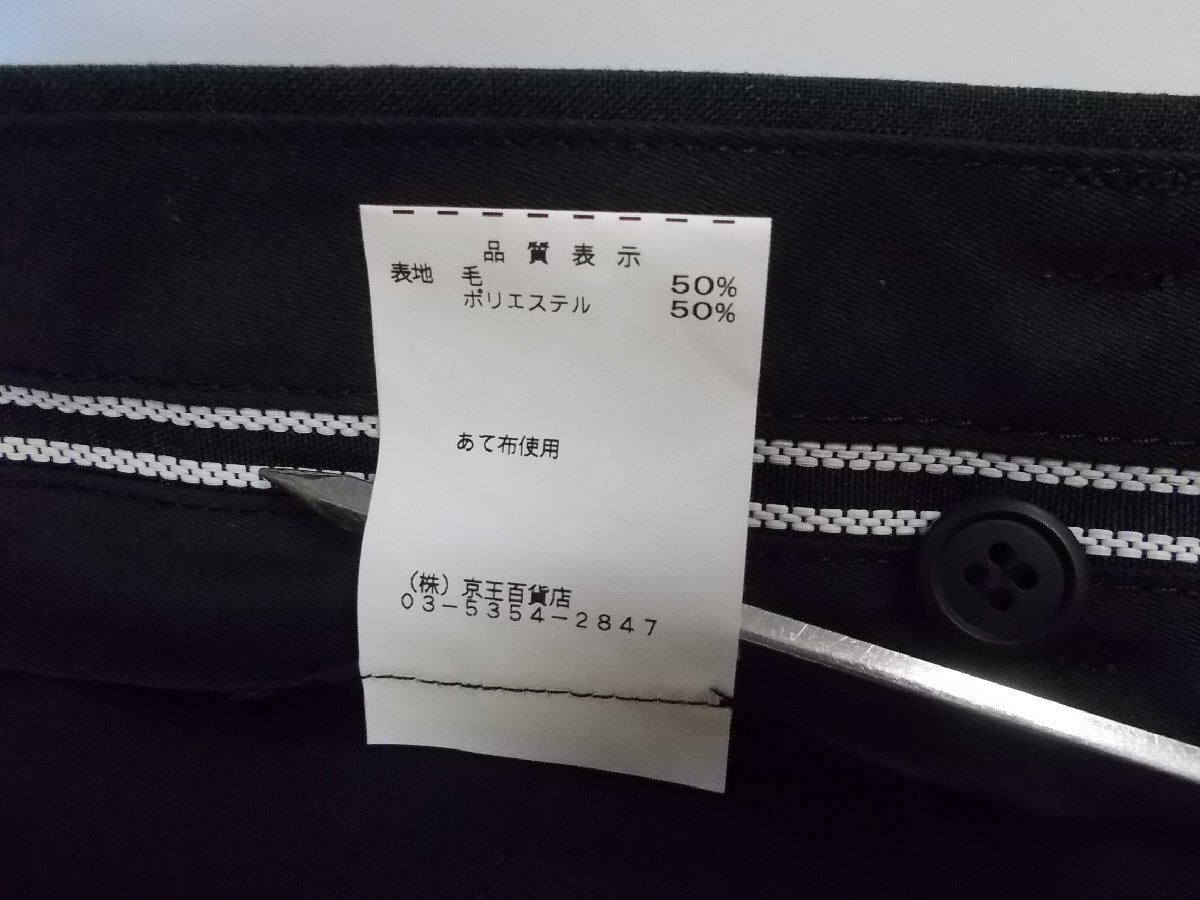 品質表示
表地 毛 50%
ポリエステル 50%
あて布使用
(株)京王百貨店
03-5354-2847